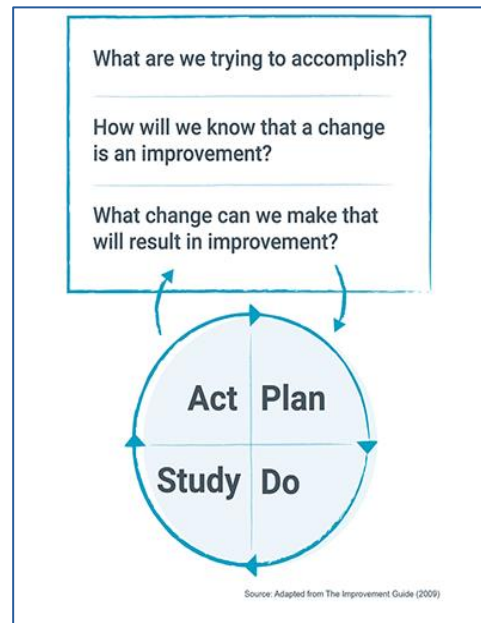 What are we trying to accomplish?
How will we know that a change
is an improvement?
What change can we make that
will result in improvement?
Act Plan
Study Do
Source: Adapted from The Improvement Guide (2009)